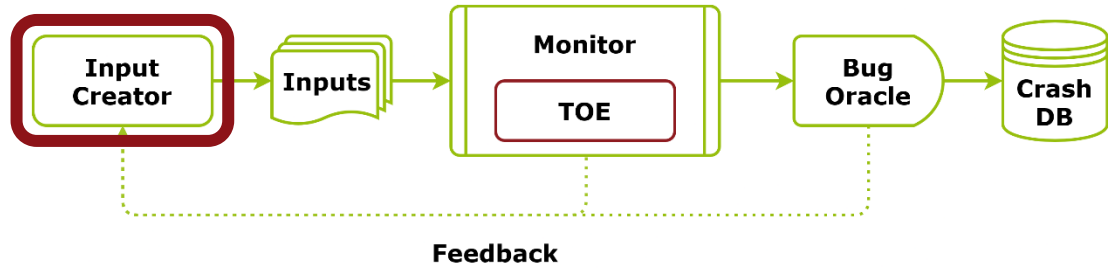 Input
Creator
Inputs
Monitor
TOE
Bug
Oracle
Crash
DB
Feedback